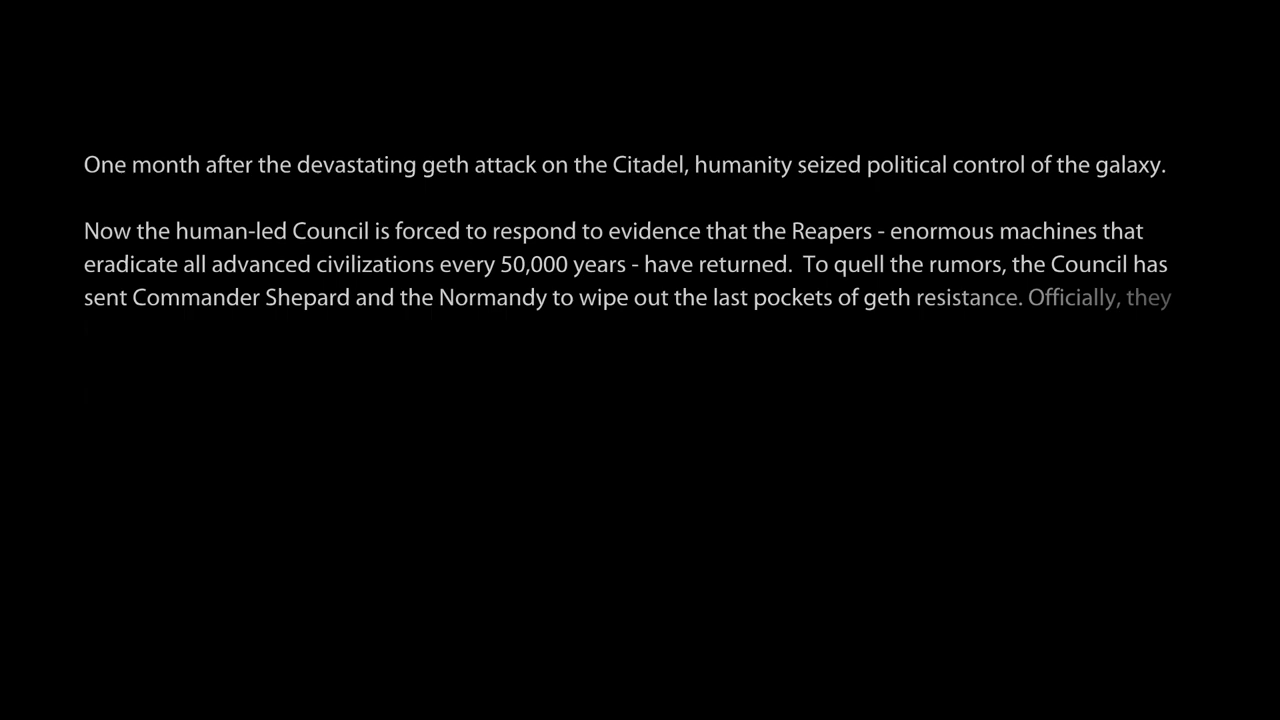 One month after the devastating geth attack on the Citadel, humanity seized political control of the galaxy.
Now the human-led Council is forced to respond to evidence that the Reapers - enormous machines that
eradicate all advanced civilizations every 50,000 years - have returned.  To quell the rumors, the Council has
sent Commander Shepard and the Normandy to wipe out the last pockets of geth resistance. Officially, they